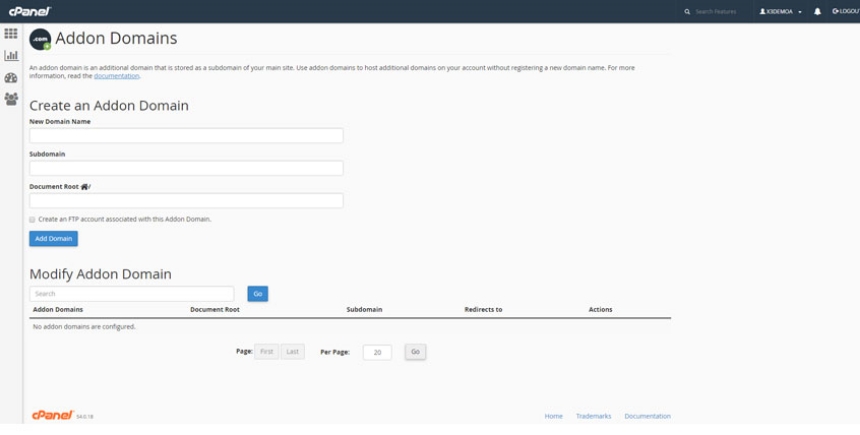 cPanel
Search Features
X3DEMOA
LOGOUT
.com
Addon Domains
An addon domain is an additional domain that is stored as a subdomain of your main site. Use addon domains to host additional domains on your account without registering a new domain name. For more
information, read the documentation.
Create an Addon Domain
New Domain Name
Subdomain
Document Root /
Create an FTP account associated with this Addon Domain.
Add Domain
Modify Addon Domain
Search
Go
Addon Domains Document Root Subdomain Redirects to Actions
No addon domains are configured.
Page: First Last Per Page: 20 Go
cPanel Home Trademarks Documentation